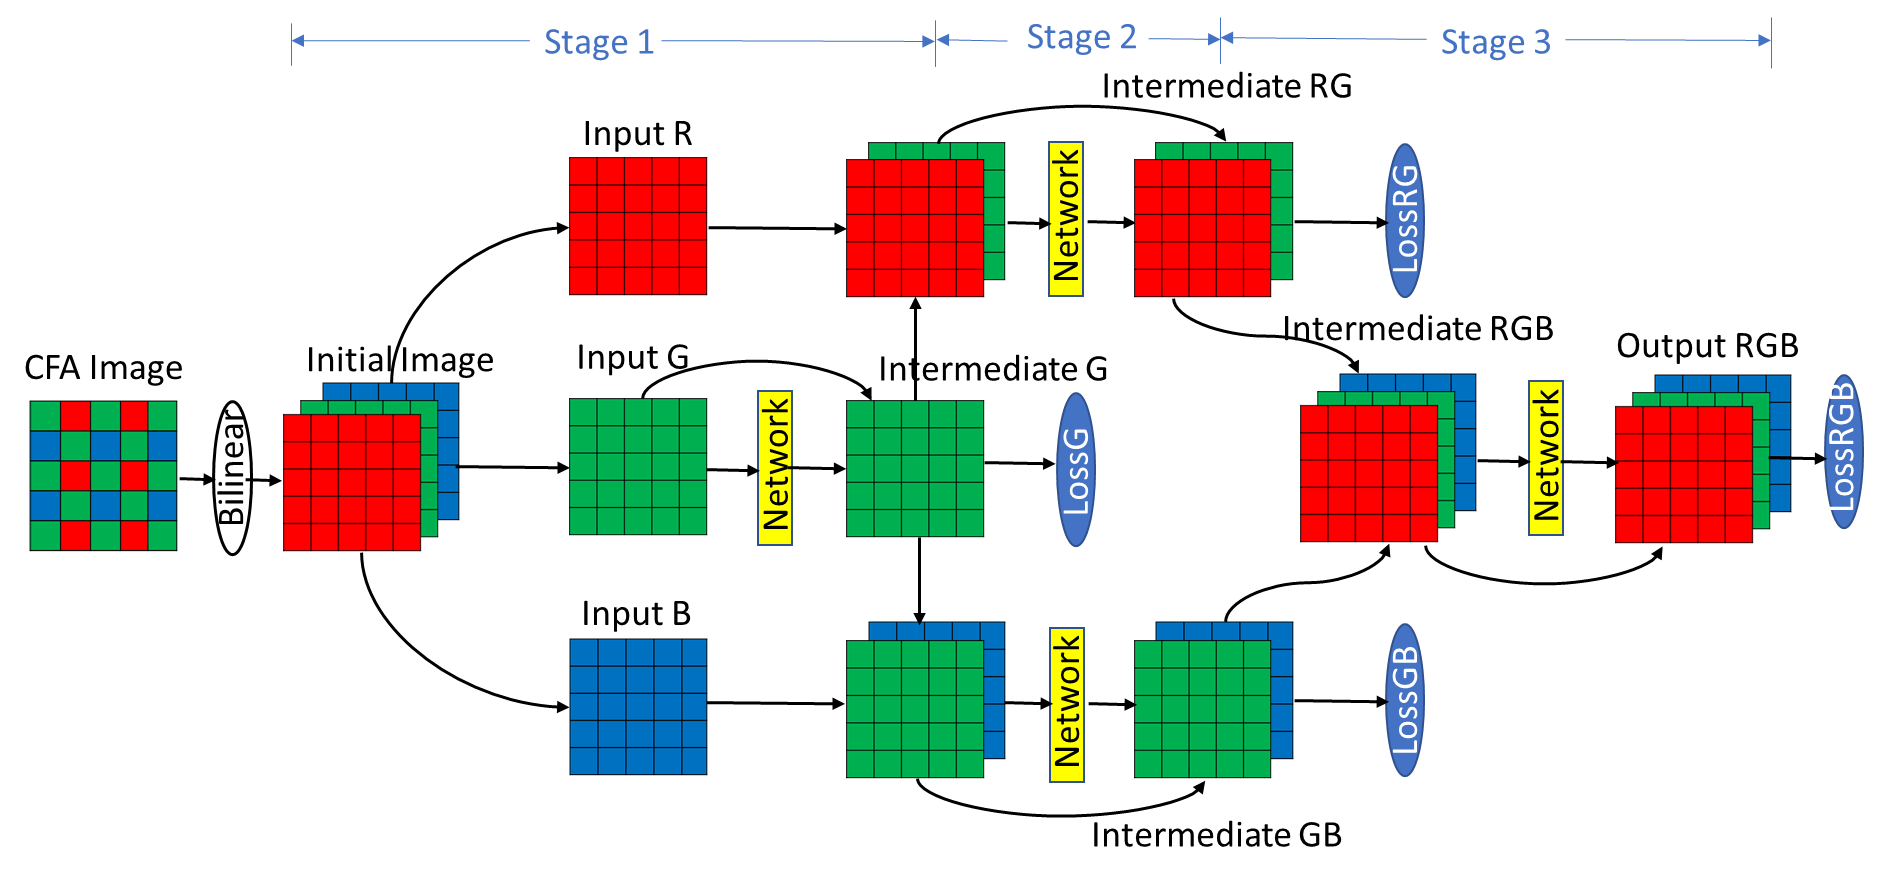 Stage 1
Stage 2
Stage 3
Intermediate RG
Input R
Network
LossRG
CFA Image
Bilinear
Initial Image
Input G
Network
Intermediate G
LossG
Intermediate RGB
Network
Output RGB
LossRGB
Input B
Network
LossGB
Intermediate GB